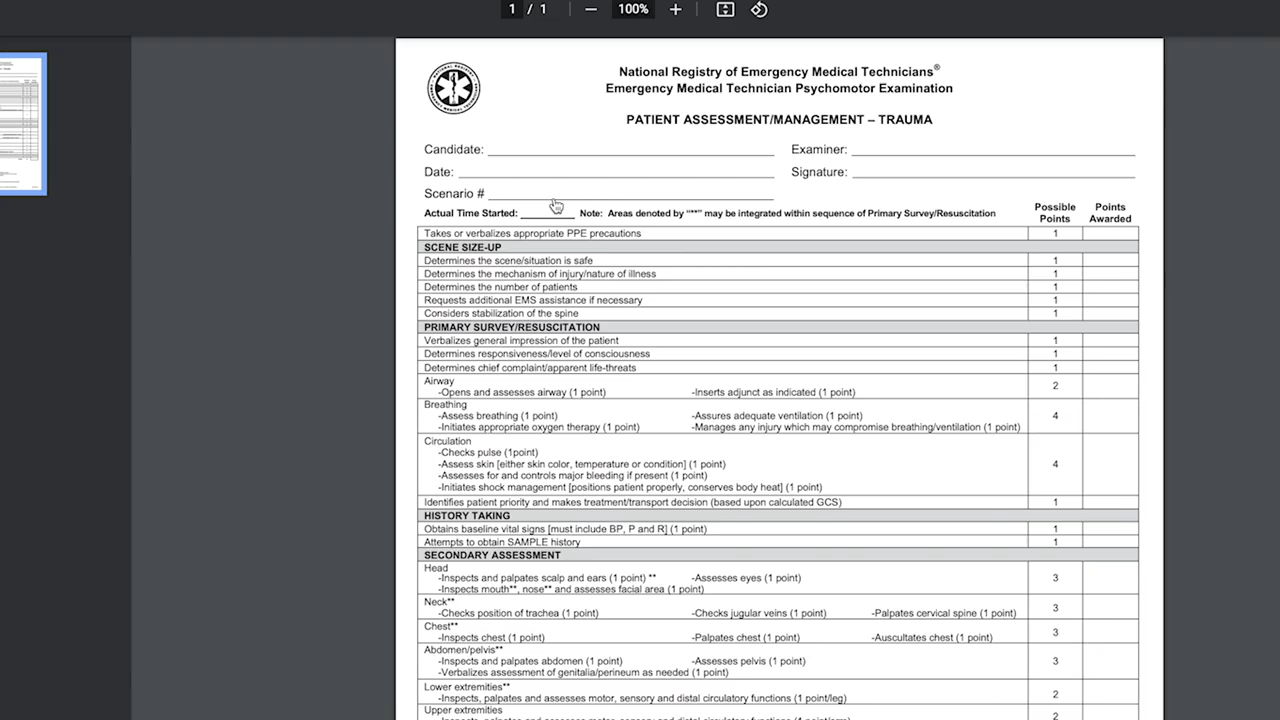 1 / 1 100%
National Registry of Emergency Medical Technicians®
Emergency Medical Technician Psychomotor Examination
PATIENT ASSESSMENT/MANAGEMENT – TRAUMA
Candidate: Examiner:
Date: Signature:
Scenario #
Actual Time Started: Note: Areas denoted by “**” may be integrated within sequence of Primary Survey/Resuscitation
Possible Points
Points Awarded
Takes or verbalizes appropriate PPE precautions 1
SCENE SIZE-UP
Determines the scene/situation is safe 1
Determines the mechanism of injury/nature of illness 1
Determines the number of patients 1
Requests additional EMS assistance if necessary 1
Considers stabilization of the spine 1
PRIMARY SURVEY/RESUSCITATION
Verbalizes general impression of the patient 1
Determines responsiveness/level of consciousness 1
Determines chief complaint/apparent life-threats 1
Airway 2
-Opens and assesses airway (1 point) -Inserts adjunct as indicated (1 point)
Breathing
-Assess breathing (1 point) -Assures adequate ventilation (1 point) 4
-Initiates appropriate oxygen therapy (1 point) -Manages any injury which may compromise breathing/ventilation (1 point)
Circulation
-Checks pulse (1point)
-Assess skin [either skin color, temperature or condition] (1 point) 4
-Assesses for and controls major bleeding if present (1 point)
-Initiates shock management [positions patient properly, conserves body heat] (1 point)
Identifies patient priority and makes treatment/transport decision (based upon calculated GCS) 1
HISTORY TAKING
Obtains baseline vital signs [must include BP, P and R] (1 point) 1
Attempts to obtain SAMPLE history 1
SECONDARY ASSESSMENT
Head
-Inspects and palpates scalp and ears (1 point) ** -Assesses eyes (1 point) 3
-Inspects mouth**, nose** and assesses facial area (1 point)
Neck** 3
-Checks position of trachea (1 point) -Checks jugular veins (1 point) -Palpates cervical spine (1 point)
Chest** 3
-Inspects chest (1 point) -Palpates chest (1 point) -Auscultates chest (1 point)
Abdomen/pelvis**
-Inspects and palpates abdomen (1 point) -Assesses pelvis (1 point) 3
-Verbalizes assessment of genitalia/perineum as needed (1 point)
Lower extremities** 2
-Inspects, palpates and assesses motor, sensory and distal circulatory functions (1 point/leg)
Upper extremities 2